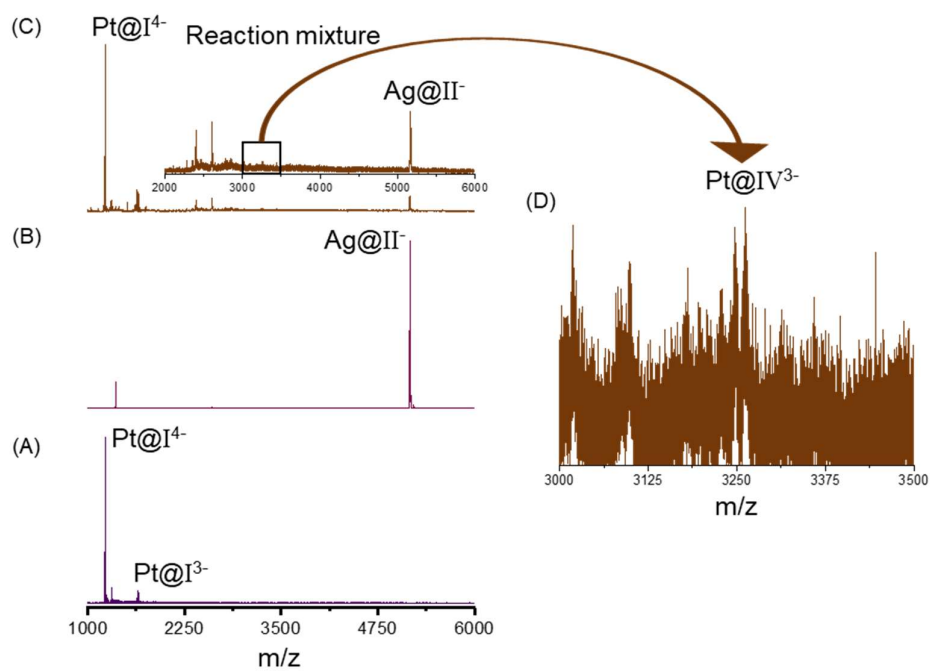 (C)
Pt@I⁴⁻
Reaction mixture
Ag@II⁻
2000 3000 4000 5000 6000
Pt@IV³⁻
(D)
(B)
Ag@II⁻
(A)
Pt@I⁴⁻
Pt@I³⁻
3000 3125 3250 3375 3500
m/z
1000 2250 3500 4750 6000
m/z